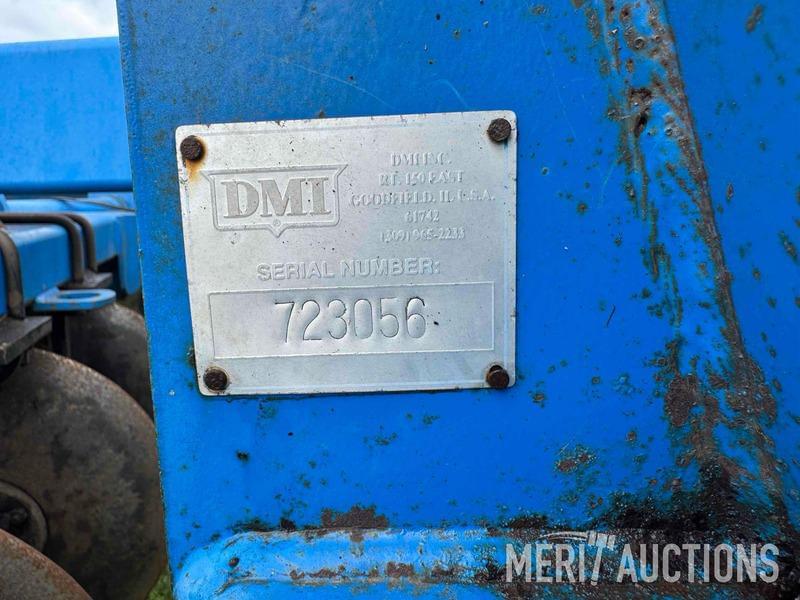 DMI
®
DMI INC.
RT. 150 EAST
GOODFIELD, IL U.S.A.
61742
(309) 965-2233
SERIAL NUMBER:
723056
MERIT AUCTIONS